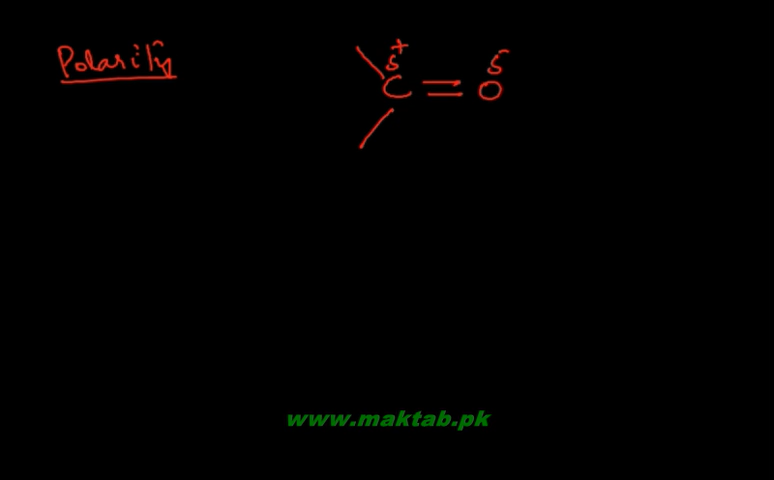 Polarity
δ+ δ-
C = O
www.maktab.pk